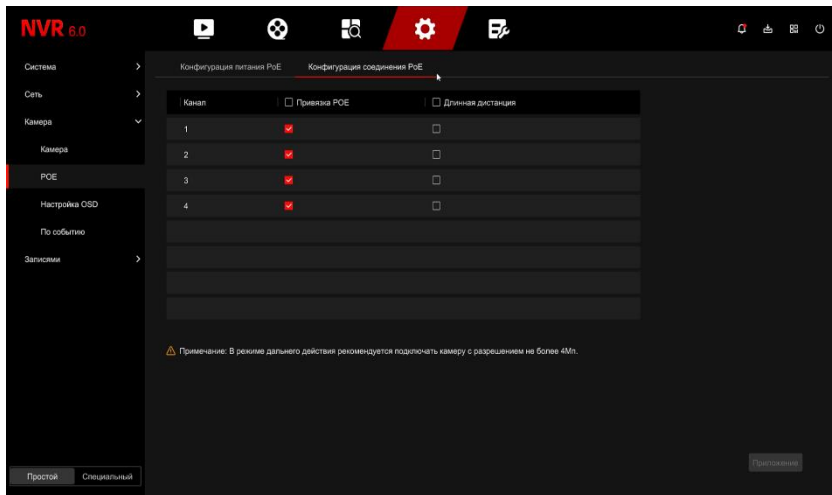 NVR 6.0
Система
Сеть
Камера
Камера
POE
Настройка OSD
По событию
Записями
Простой Специальный
Конфигурация питания PoE Конфигурация соединения PoE
Канал Привязка POE Длинная дистанция
1
2
3
4
Примечание: В режиме дальнего действия рекомендуется подключать камеру с разрешением не более 4Мп.
Приложение